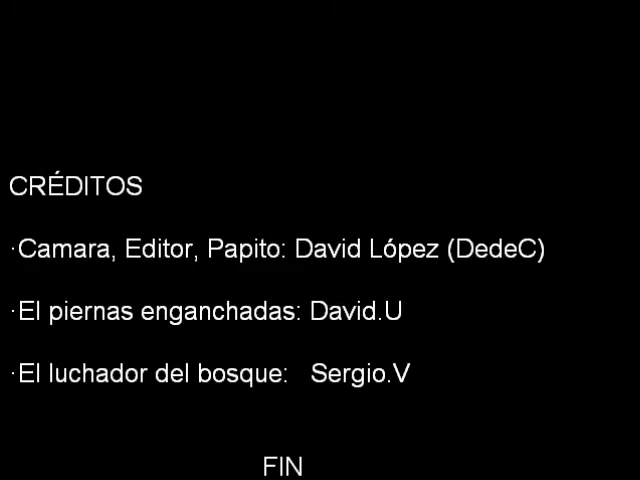 CRÉDITOS
·Camara, Editor, Papito: David López (DedeC)
·El piernas enganchadas: David.U
·El luchador del bosque: Sergio.V
FIN